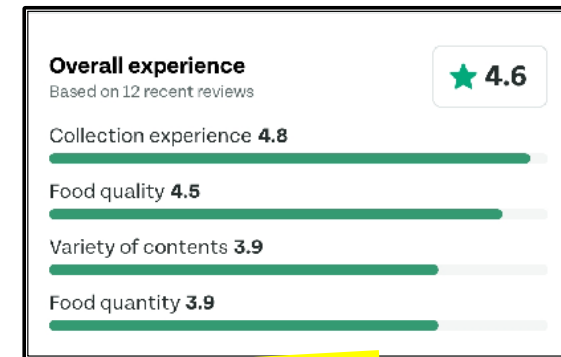 Overall experience
Based on 12 recent reviews
4.6
Collection experience 4.8
Food quality 4.5
Variety of contents 3.9
Food quantity 3.9